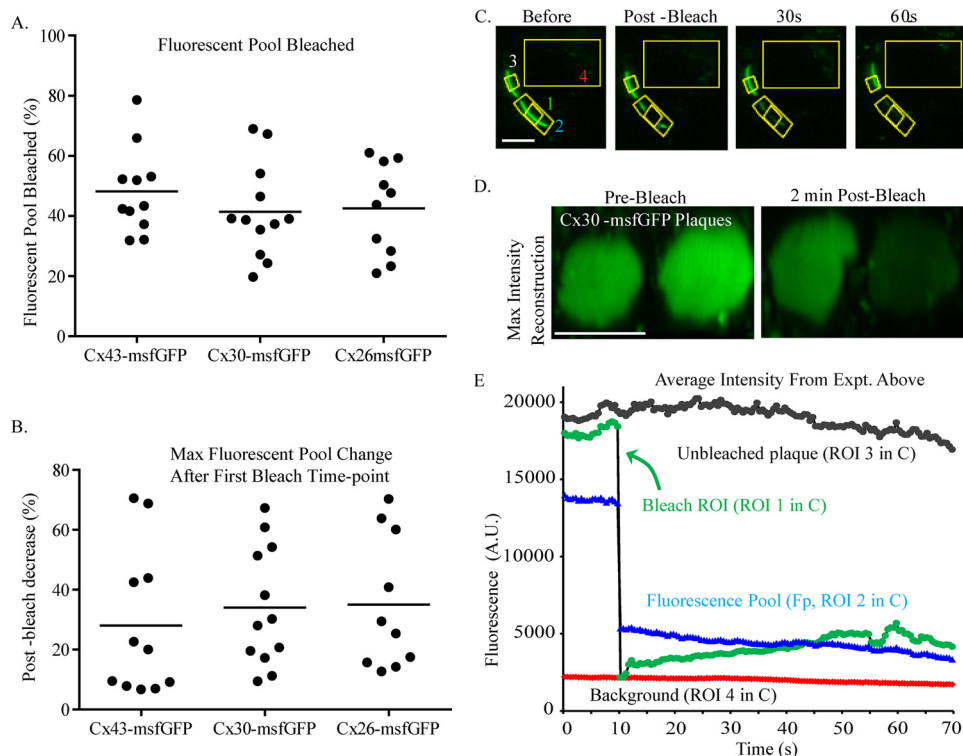 A.
Fluorescent Pool Bleached
Fluorescent Pool Bleached (%)
100
80
60
40
20
0
Cx43-msfGFP
Cx30-msfGFP
Cx26msfGFP
B.
Max Fluorescent Pool Change
After First Bleach Time-point
Post -bleach decrease (%)
80
60
40
20
0
Cx43-msfGFP
Cx30-msfGFP
Cx26-msfGFP
C.
Before
Post -Bleach
30s
60s
3
4
1
2
D.
Pre-Bleach
2 min Post-Bleach
Cx30 -msfGFP Plaques
Max Intensity
Reconstruction
E
Average Intensity From Expt. Above
20000
15000
10000
5000
0
Fluorescence (A.U.)
Unbleached plaque (ROI 3 in C)
Bleach ROI (ROI 1 in C)
Fluorescence Pool (Fp, ROI 2 in C)
Background (ROI 4 in C)
0 10 20 30 40 50 60 70
Time (s)